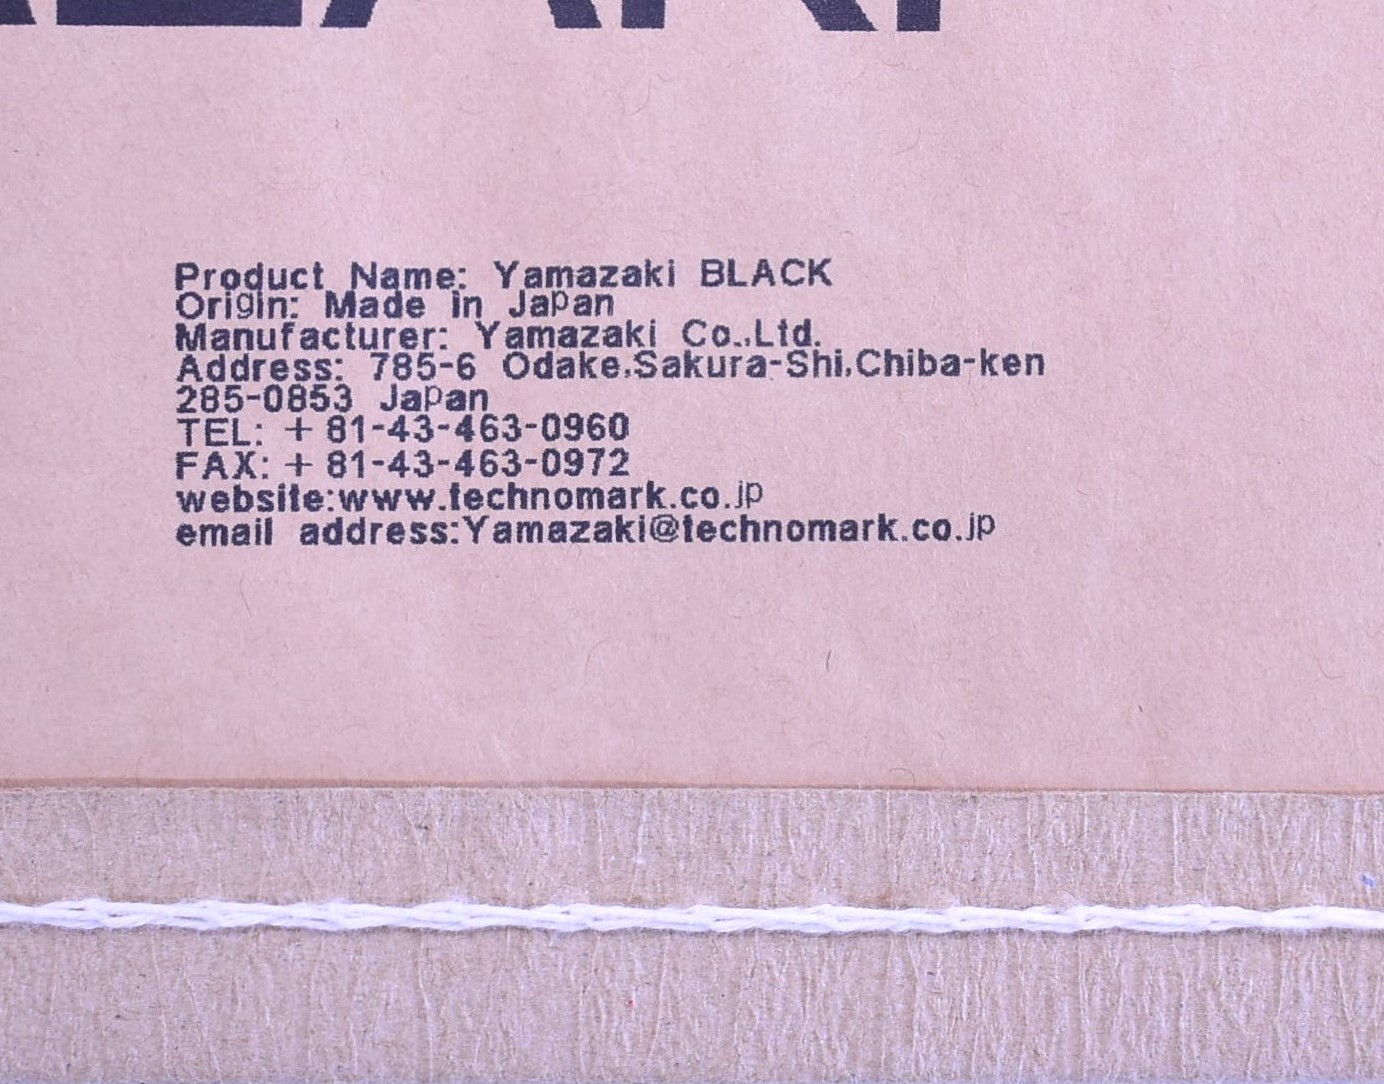 Product Name: Yamazaki BLACK
Origin: Made in Japan
Manufacturer: Yamazaki Co.,Ltd.
Address: 785-6 Odake,Sakura-Shi,Chiba-ken
285-0853 Japan
TEL: +81-43-463-0960
FAX: +81-43-463-0972
website:www.technomark.co.jp
email address:Yamazaki@technomark.co.jp